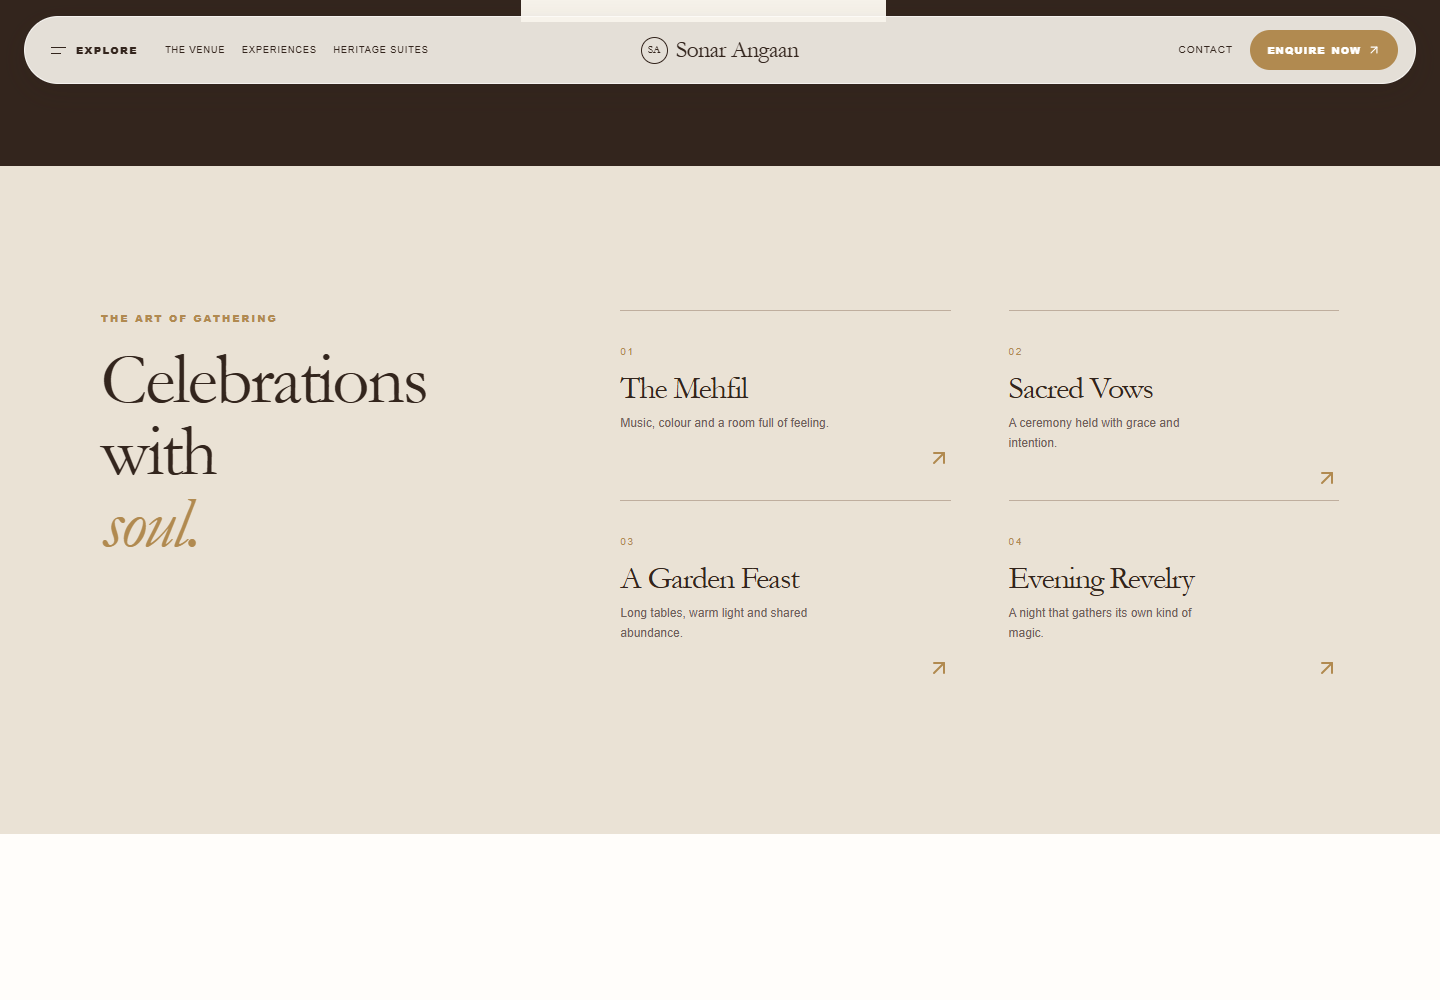 EXPLORE
THE VENUE
EXPERIENCES
HERITAGE SUITES
SA
Sonar Angaan
CONTACT
ENQUIRE NOW
THE ART OF GATHERING
Celebrations
with
soul.
01
The Mehfil
Music, colour and a room full of feeling.
02
Sacred Vows
A ceremony held with grace and
intention.
03
A Garden Feast
Long tables, warm light and shared
abundance.
04
Evening Revelry
A night that gathers its own kind of
magic.